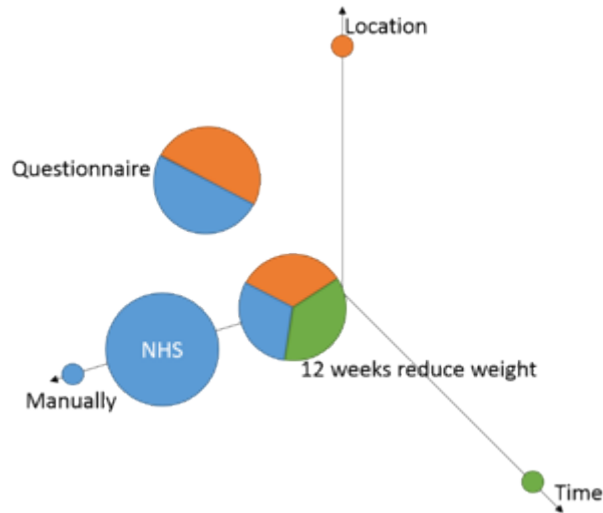 Location
Questionnaire
NHS
12 weeks reduce weight
Manually
Time